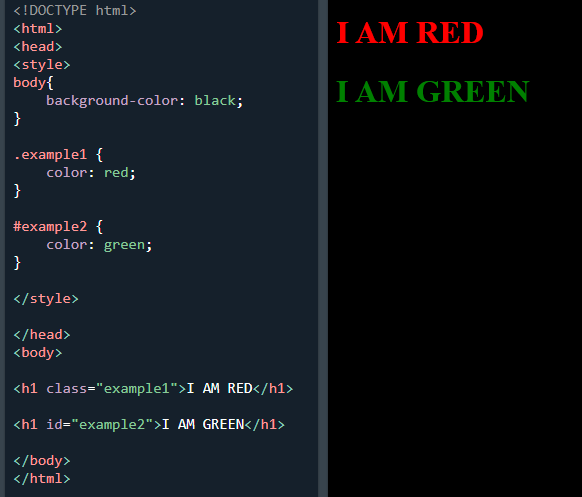 <!DOCTYPE html>
<html>
<head>
<style>
body{
    background-color: black;
}

.example1 {
    color: red;
}

#example2 {
    color: green;
}

</style>

</head>
<body>

<h1 class="example1">I AM RED</h1>

<h1 id="example2">I AM GREEN</h1>

</body>
</html>
I AM RED
I AM GREEN